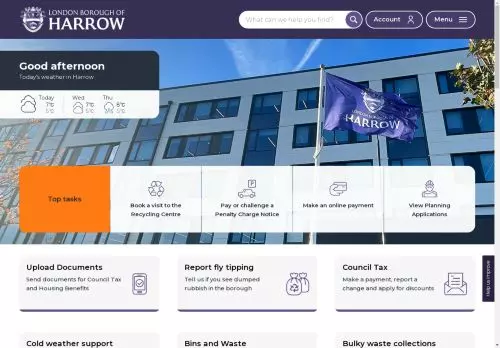 LONDON BOROUGH OF
HARROW
What can we help you find?
Account
Menu
Good afternoon
Today's weather in Harrow
Today
7°C
5°C
Wed
7°C
5°C
Thu
8°C
5°C
LONDON BOROUGH OF
HARROW
Top tasks
Book a visit to the
Recycling Centre
Pay or challenge a
Penalty Charge Notice
Make an online payment
View Planning
Applications
Upload Documents
Send documents for Council Tax
and Housing Benefits
Report fly tipping
Tell us if you see dumped
rubbish in the borough
Council Tax
Make a payment, report a
change and apply for discounts
Help us improve
Cold weather support
Bins and Waste
Bulky waste collections